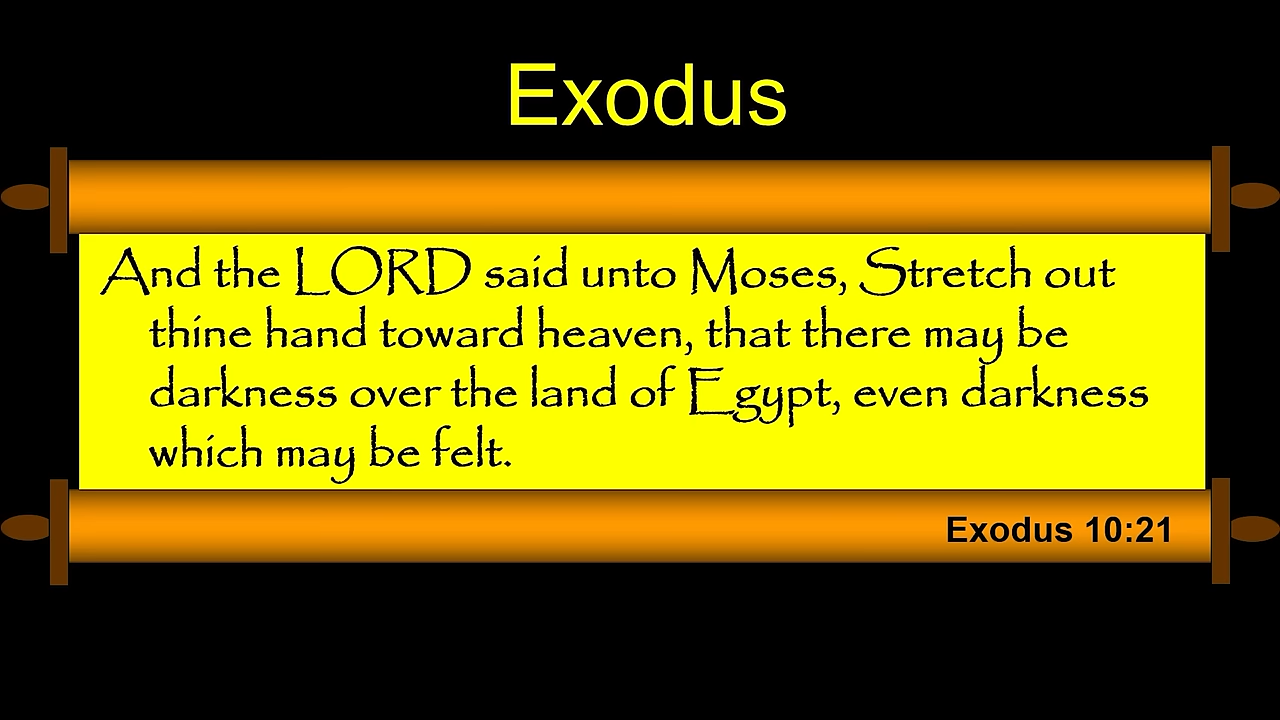 Exodus
And the LORD said unto Moses, Stretch out
thine hand toward heaven, that there may be
darkness over the land of Egypt, even darkness
which may be felt.
Exodus 10:21